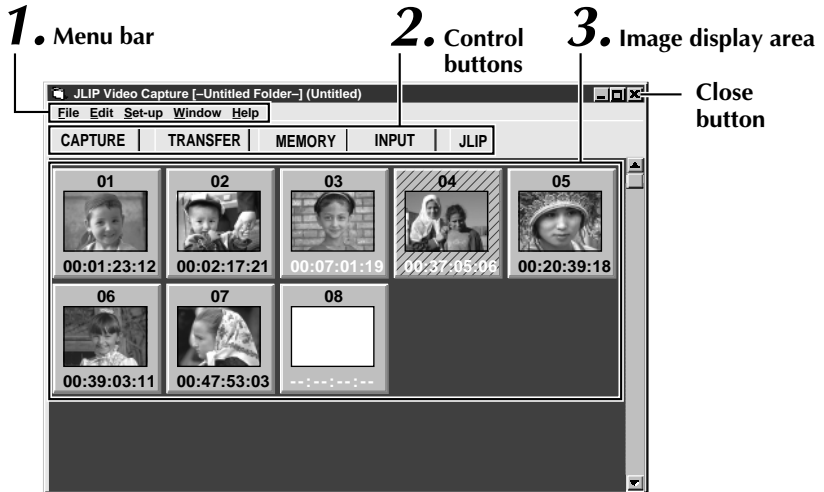 1. Menu bar
2. Control buttons
3. Image display area
Close button
JLIP Video Capture [–Untitled Folder–] (Untitled)
File Edit Set-up Window Help
CAPTURE TRANSFER MEMORY INPUT JLIP
01 02 03 04 05
00:01:23:12 00:02:17:21 00:07:01:19 00:37:05:06 00:20:39:18
06 07 08
00:39:03:11 00:47:53:03 --:--:--:--